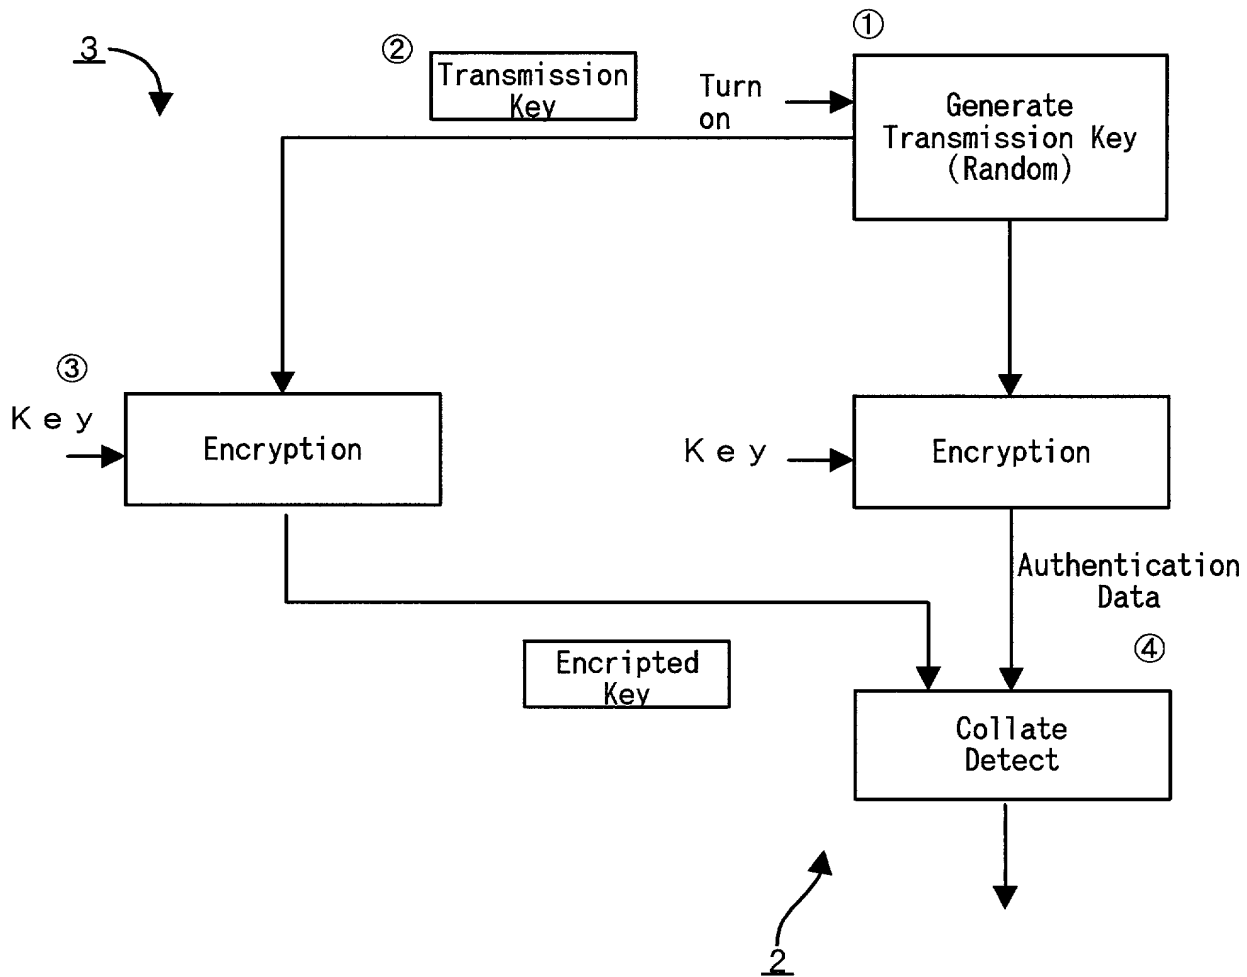 ①
3
②
Transmission
Key
Turn
on
Generate
Transmission Key
(Random)
③
Key
Encryption
Key
Encryption
Authentication
Data
④
Encripted
Key
Collate
Detect
2